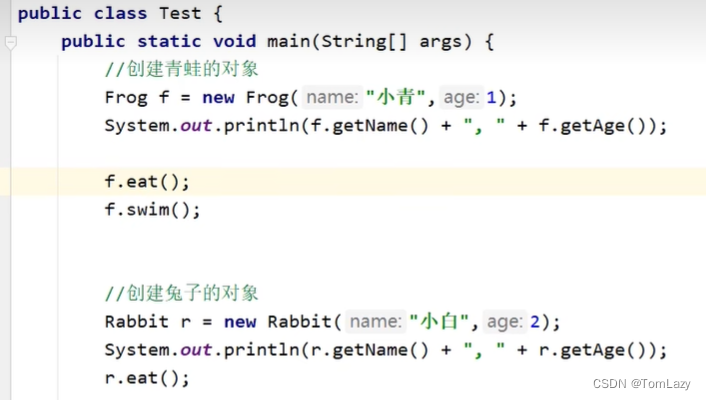 public class Test {
public static void main(String[] args) {
//创建青蛙的对象
Frog f = new Frog( name: "小青", age: 1);
System.out.println(f.getName() + ", " + f.getAge());
f.eat();
f.swim();
//创建兔子的对象
Rabbit r = new Rabbit( name: "小白", age: 2);
System.out.println(r.getName() + ", " + r.getAge());
r.eat();
CSDN @TomLazy